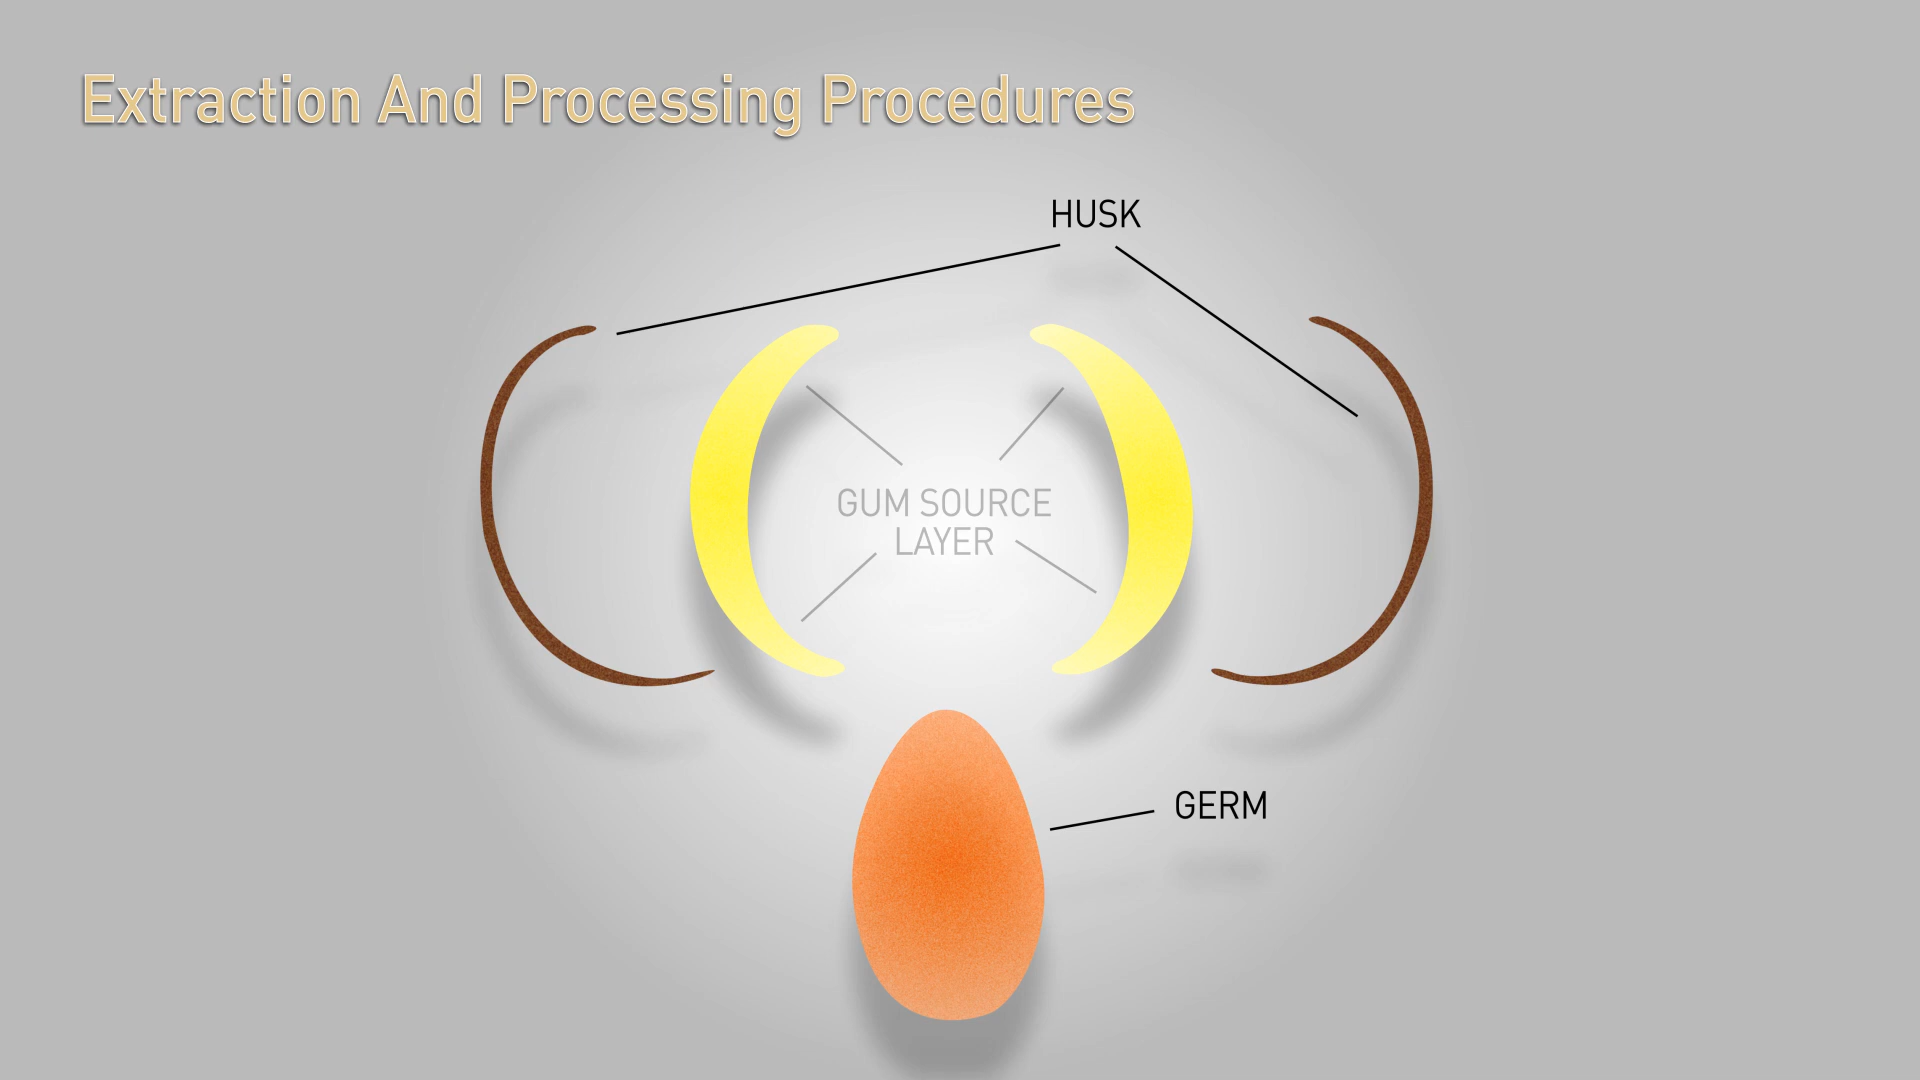 Extraction And Processing Procedures
HUSK
GUM SOURCE
LAYER
GERM